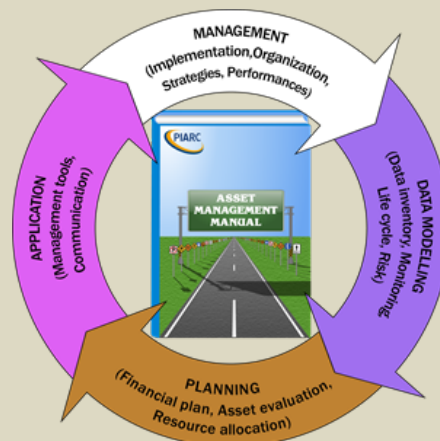 MANAGEMENT
(Implementation,Organization,
Strategies, Performances)
DATA MODELLING
(Data inventory, Monitoring
Life cycle, Risk)
PLANNING
(Financial plan, Asset evaluation,
Resource allocation)
APPLICATION
(Management tools,
Communication)
PIARC
ASSET
MANAGEMENT
MANUAL